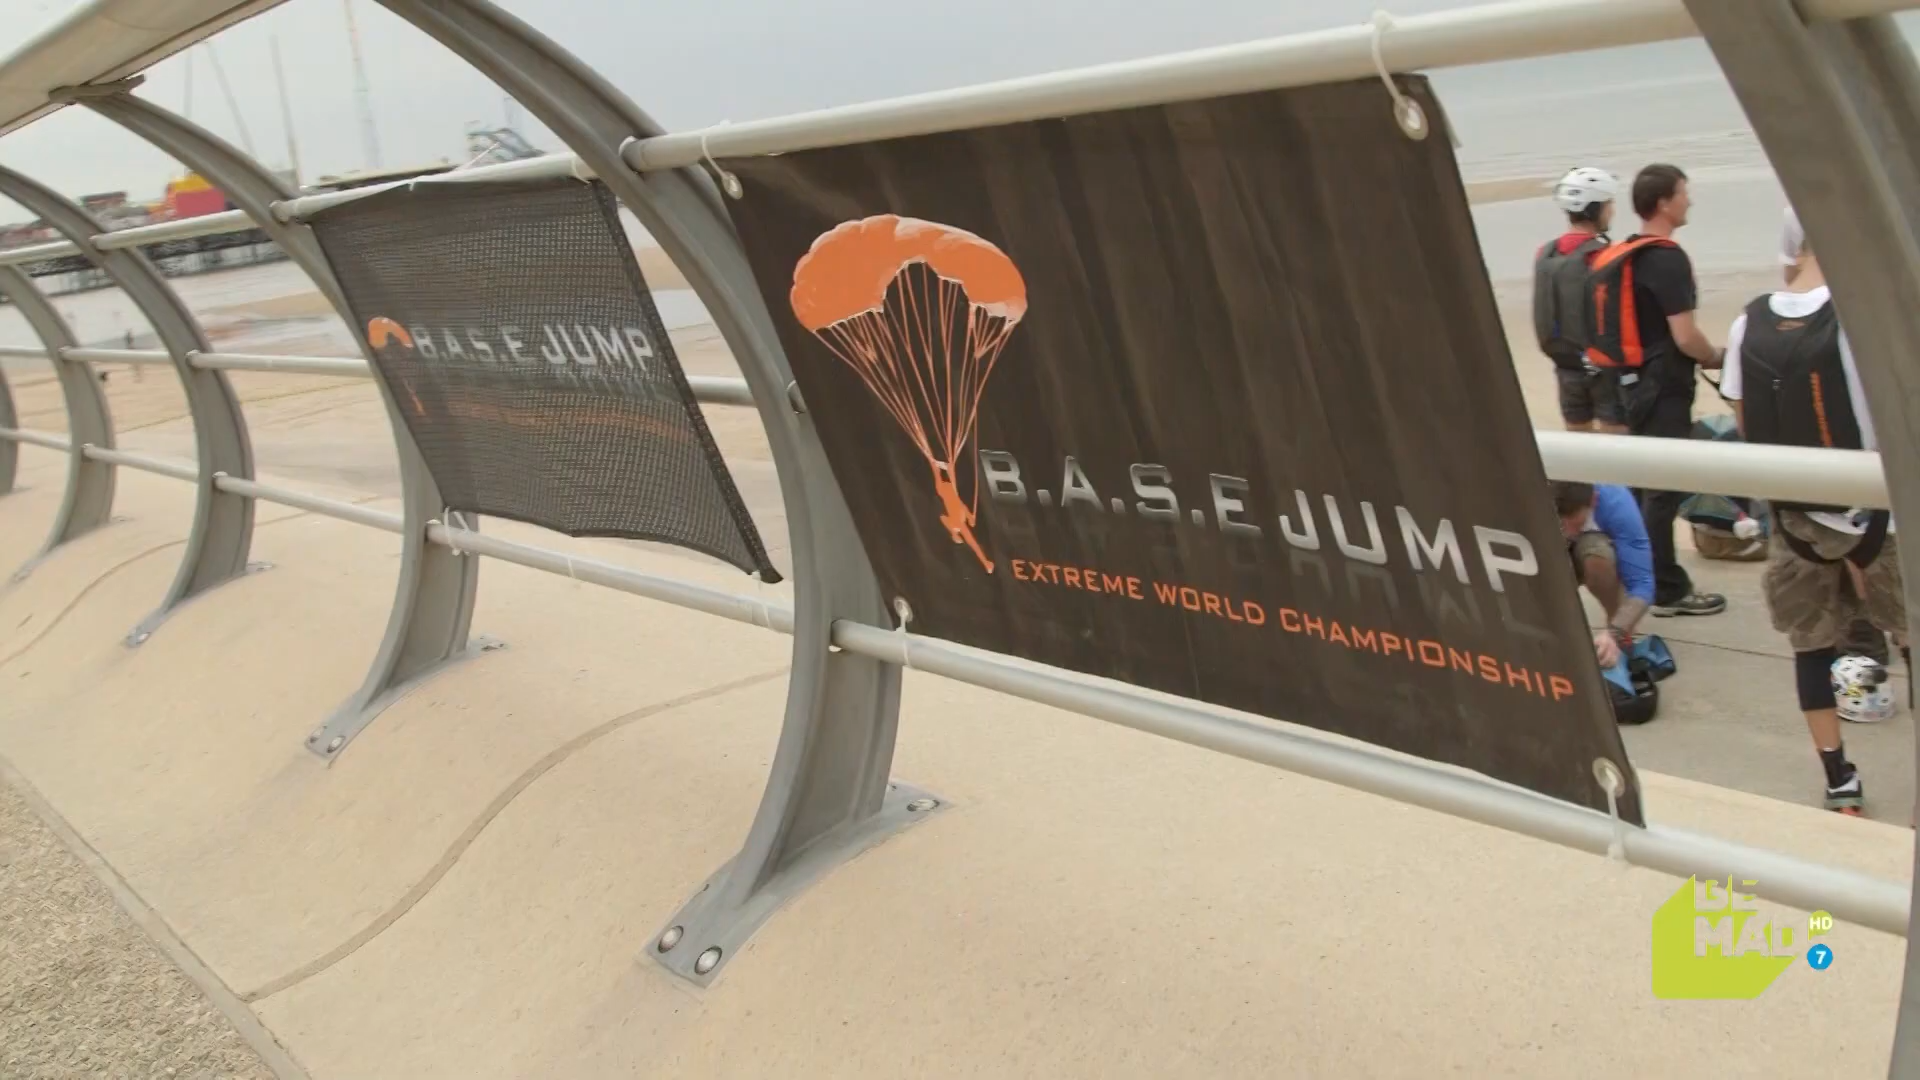 B.A.S.E JUMP
B.A.S.E JUMP
EXTREME WORLD CHAMPIONSHIP
BE
MAD
HD
7